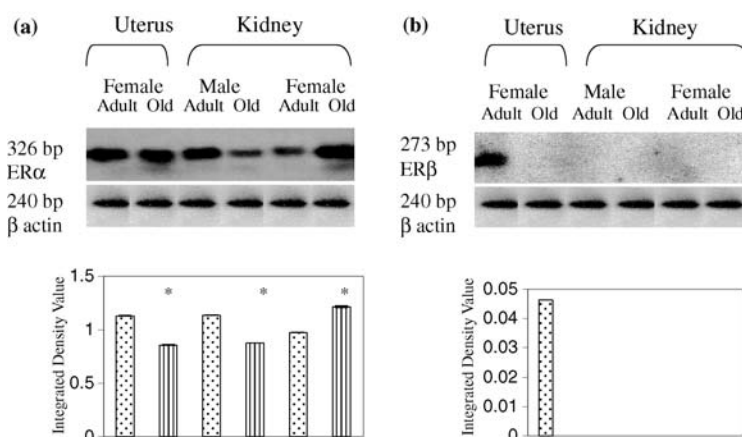 (a) Uterus Kidney
Female Male Female
Adult Old Adult Old Adult Old
326 bp
ERα
240 bp
β actin
1.5
1
0.5
0
Integrated Density Value
* * *
(b) Uterus Kidney
Female Male Female
Adult Old Adult Old Adult Old
273 bp
ERβ
240 bp
β actin
0.05
0.04
0.03
0.02
0.01
0
Integrated Density Value